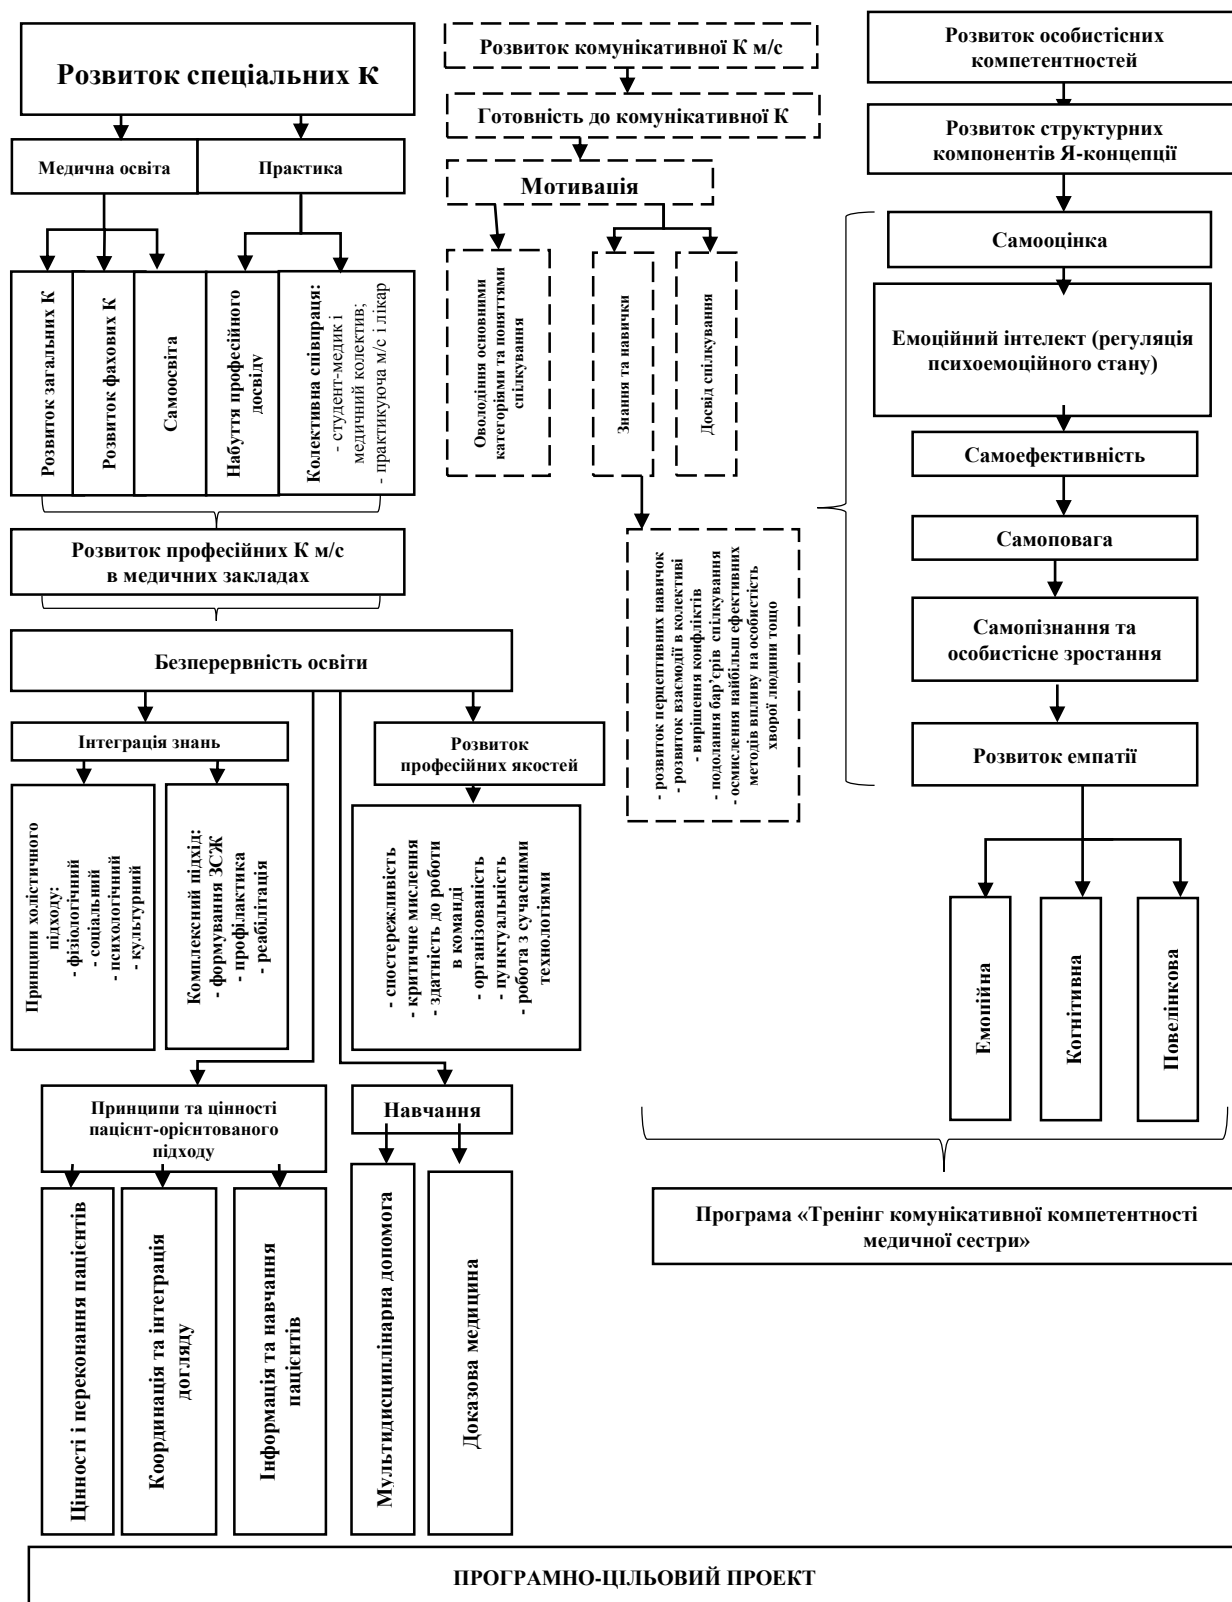 Розвиток спеціальних К
Медична освіта
Практика
Розвиток загальних К
Розвиток фахових К
Самоосвіта
Набуття професійного
досвіду
Колективна співпраця:
- студент-медик і
медичний колектив;
- практикуюча м/с і лікар
Розвиток професійних К м/с
в медичних закладах
Безперервність освіти
Інтеграція знань
Розвиток
професійних якостей
Принципи холістичного
підходу:
- фізіологічний
- соціальний
- психологічний
- культурний
Комплексний підхід:
- формування ЗСЖ
- профілактика
- реабілітація
- спостережливість
- критичне мислення
- здатність до роботи
в команді
- організованість
- пунктуальність
- робота з сучасними
технологіями
Принципи та цінності
пацієнт-орієнтованого
підходу
Навчання
Цінності і переконання пацієнтів
Координація та інтеграція
догляду
Інформація та навчання
пацієнтів
Мультидисциплінарна допомога
Доказова медицина
Розвиток комунікативної К м/с
Готовність до комунікативної К
Мотивація
Оволодіння основними
категоріями та поняттями
спілкування
Знання та навички
Досвід спілкування
- розвиток перцептивних навичок
- розвиток взаємодії в колективі
- вирішення конфліктів
- подолання бар’єрів спілкування
- осмислення найбільш ефективних
методів впливу на особистість
хворої людини тощо
Розвиток особистісних
компетентностей
Розвиток структурних
компонентів Я-концепції
Самооцінка
Емоційний інтелект (регуляція
психоемоційного стану)
Самоефективність
Самоповага
Самопізнання та
особистісне зростання
Розвиток емпатії
Емоційна
Когнітивна
Поведінкова
Програма «Тренінг комунікативної компетентності
медичної сестри»
ПРОГРАМНО-ЦІЛЬОВИЙ ПРОЕКТ